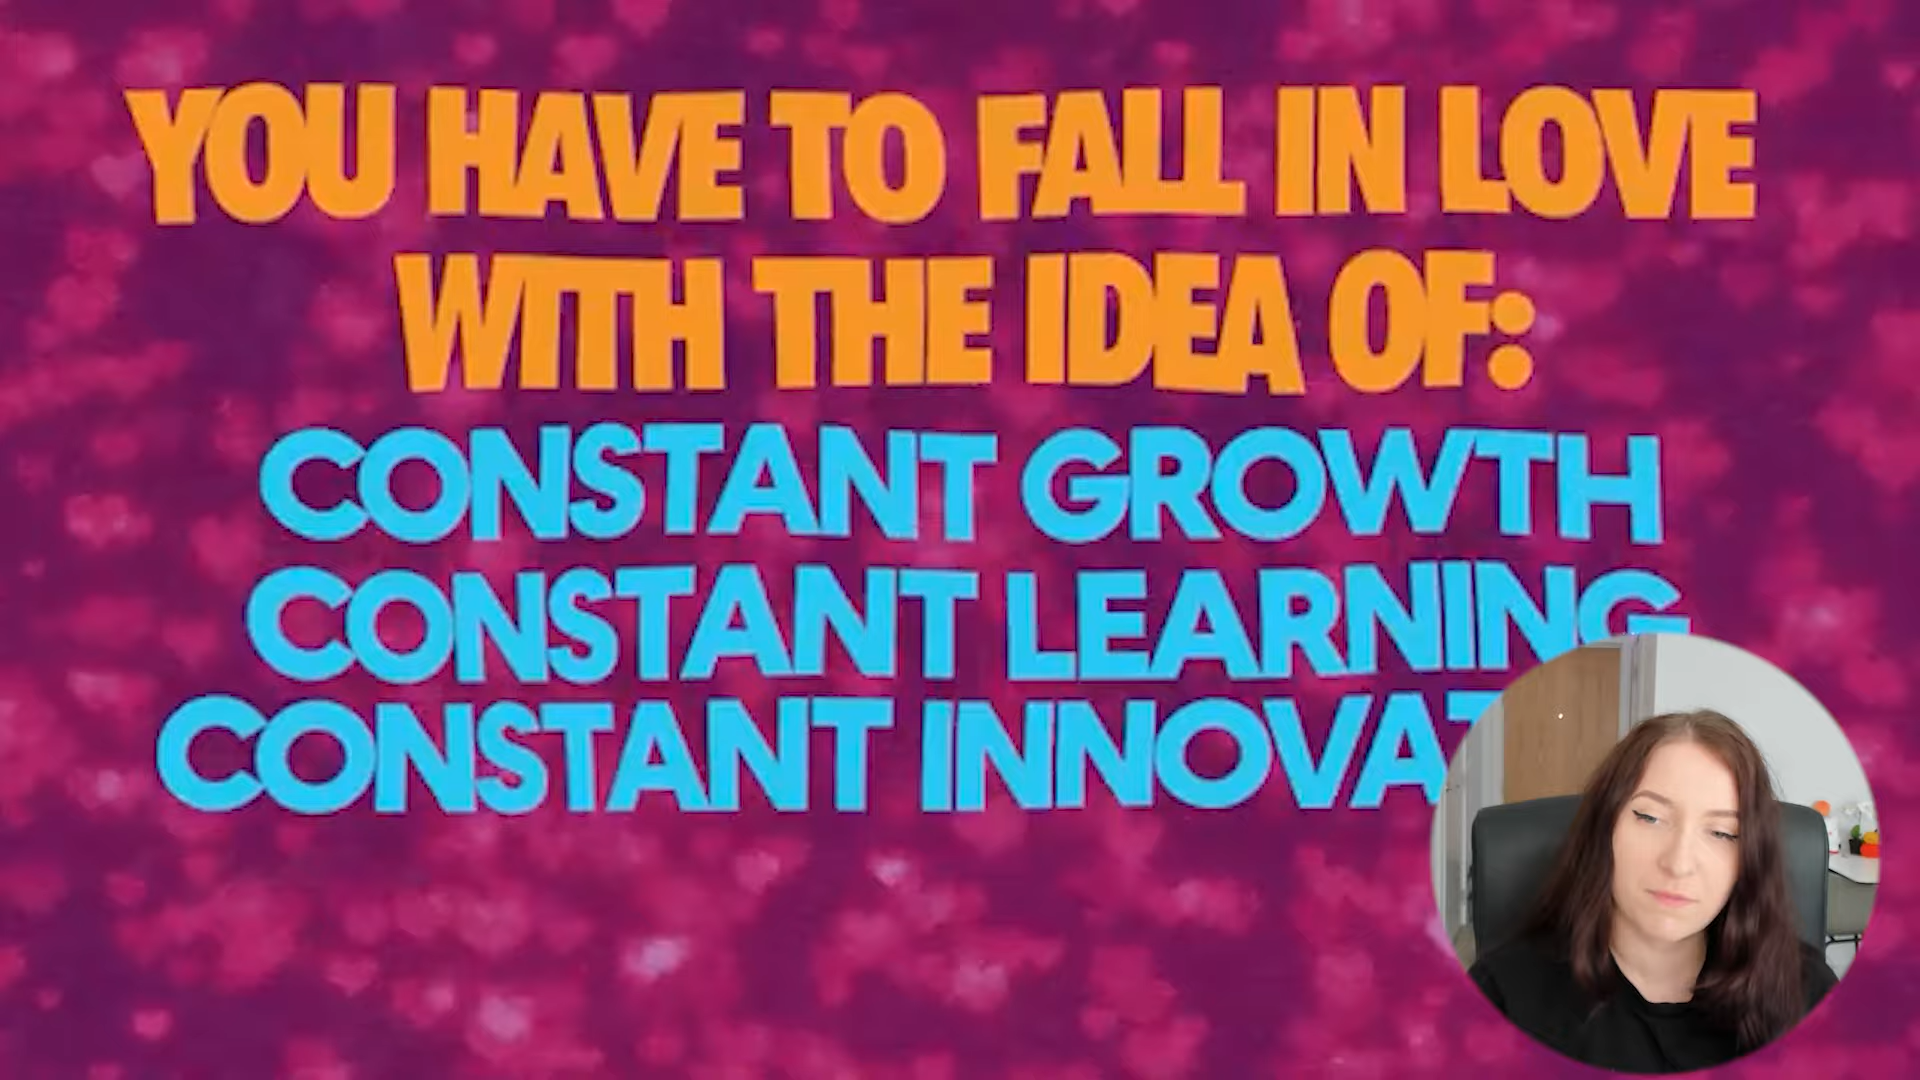 YOU HAVE TO FALL IN LOVE
WITH THE IDEA OF:
CONSTANT GROWTH
CONSTANT LEARNING
CONSTANT